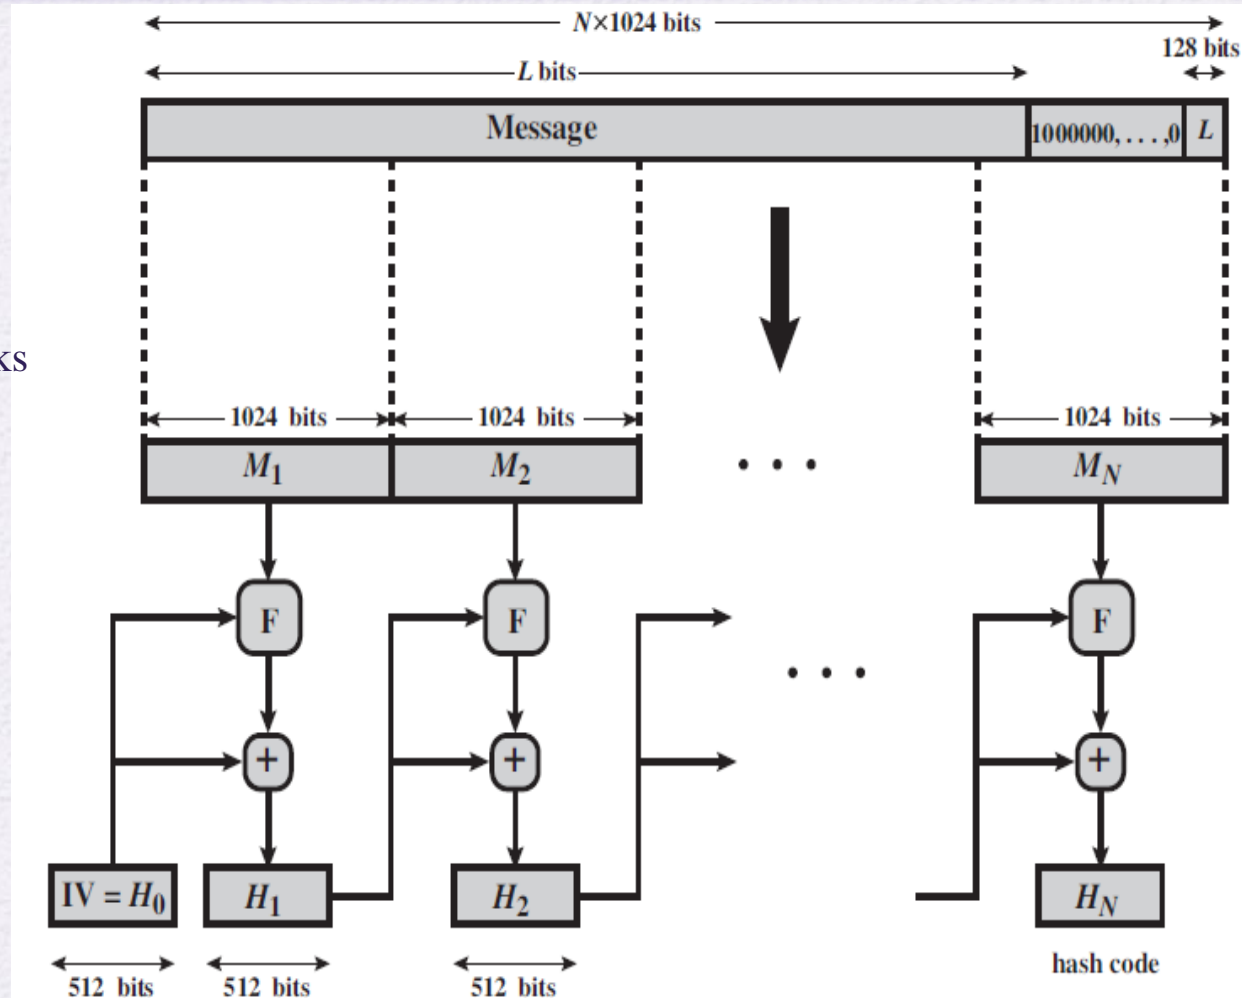 N×1024 bits
128 bits
L bits
Message 1000000, . . . ,0 L
ks
1024 bits 1024 bits 1024 bits
M1 M2 . . . MN
F F F
. . .
+ + +
IV = H0 H1 H2 HN
hash code
512 bits 512 bits 512 bits